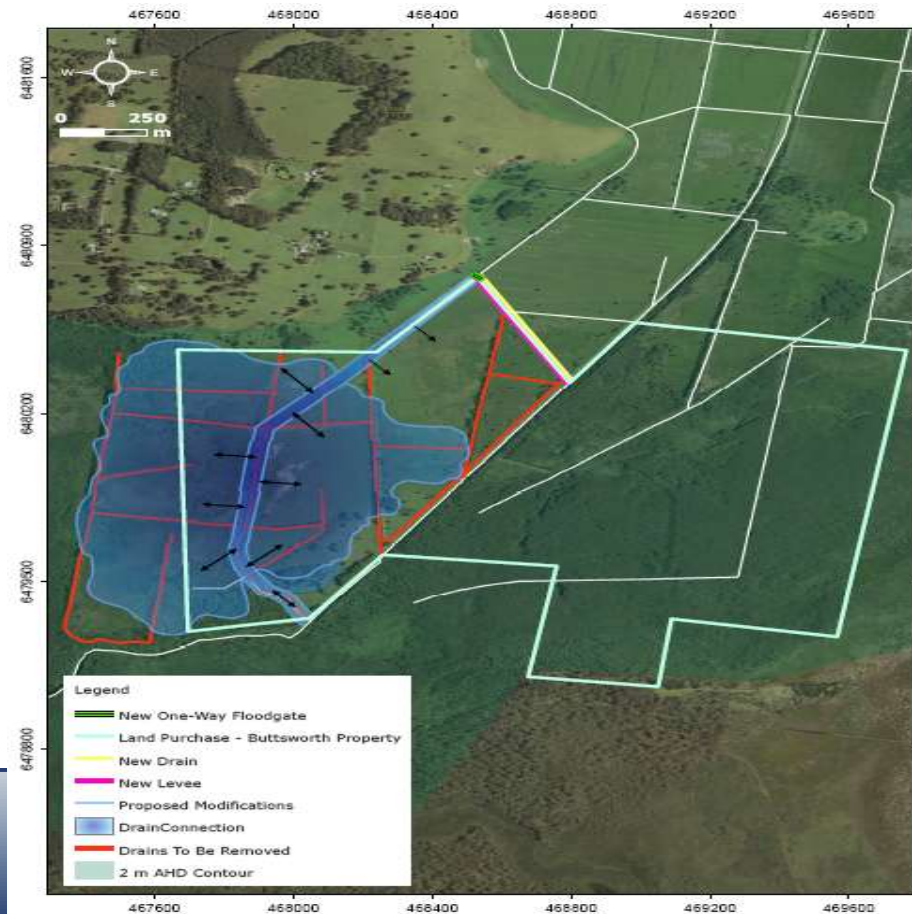 467600 468000 468400 468800 469200 469600
6481600
N
W E
S
0 250
m
6480900
6480200
6479500
6478800
Legend
New One-Way Floodgate
Land Purchase - Buttsworth Property
New Drain
New Levee
Proposed Modifications
DrainConnection
Drains To Be Removed
2 m AHD Contour
467600 468000 468400 468800 469200 469600